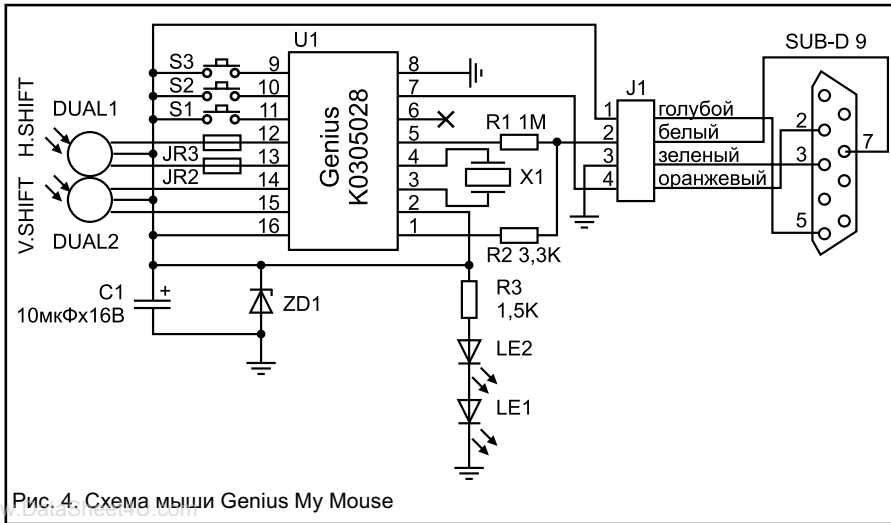 U1
SUB-D 9
S3
S2
S1
9
10
11
12
13
14
15
16
8
7
6
5
4
3
2
1
Genius
K0305028
H.SHIFT
DUAL1
V.SHIFT
DUAL2
JR3
JR2
R1 1M
X1
R2 3,3K
J1
1
2
3
4
голубой
белый
зеленый
оранжевый
2
3
5
7
C1
+
10мкФх16В
ZD1
R3
1,5K
LE2
LE1
Рис. 4. Схема мыши Genius My Mouse
www.DataSheet4U.com